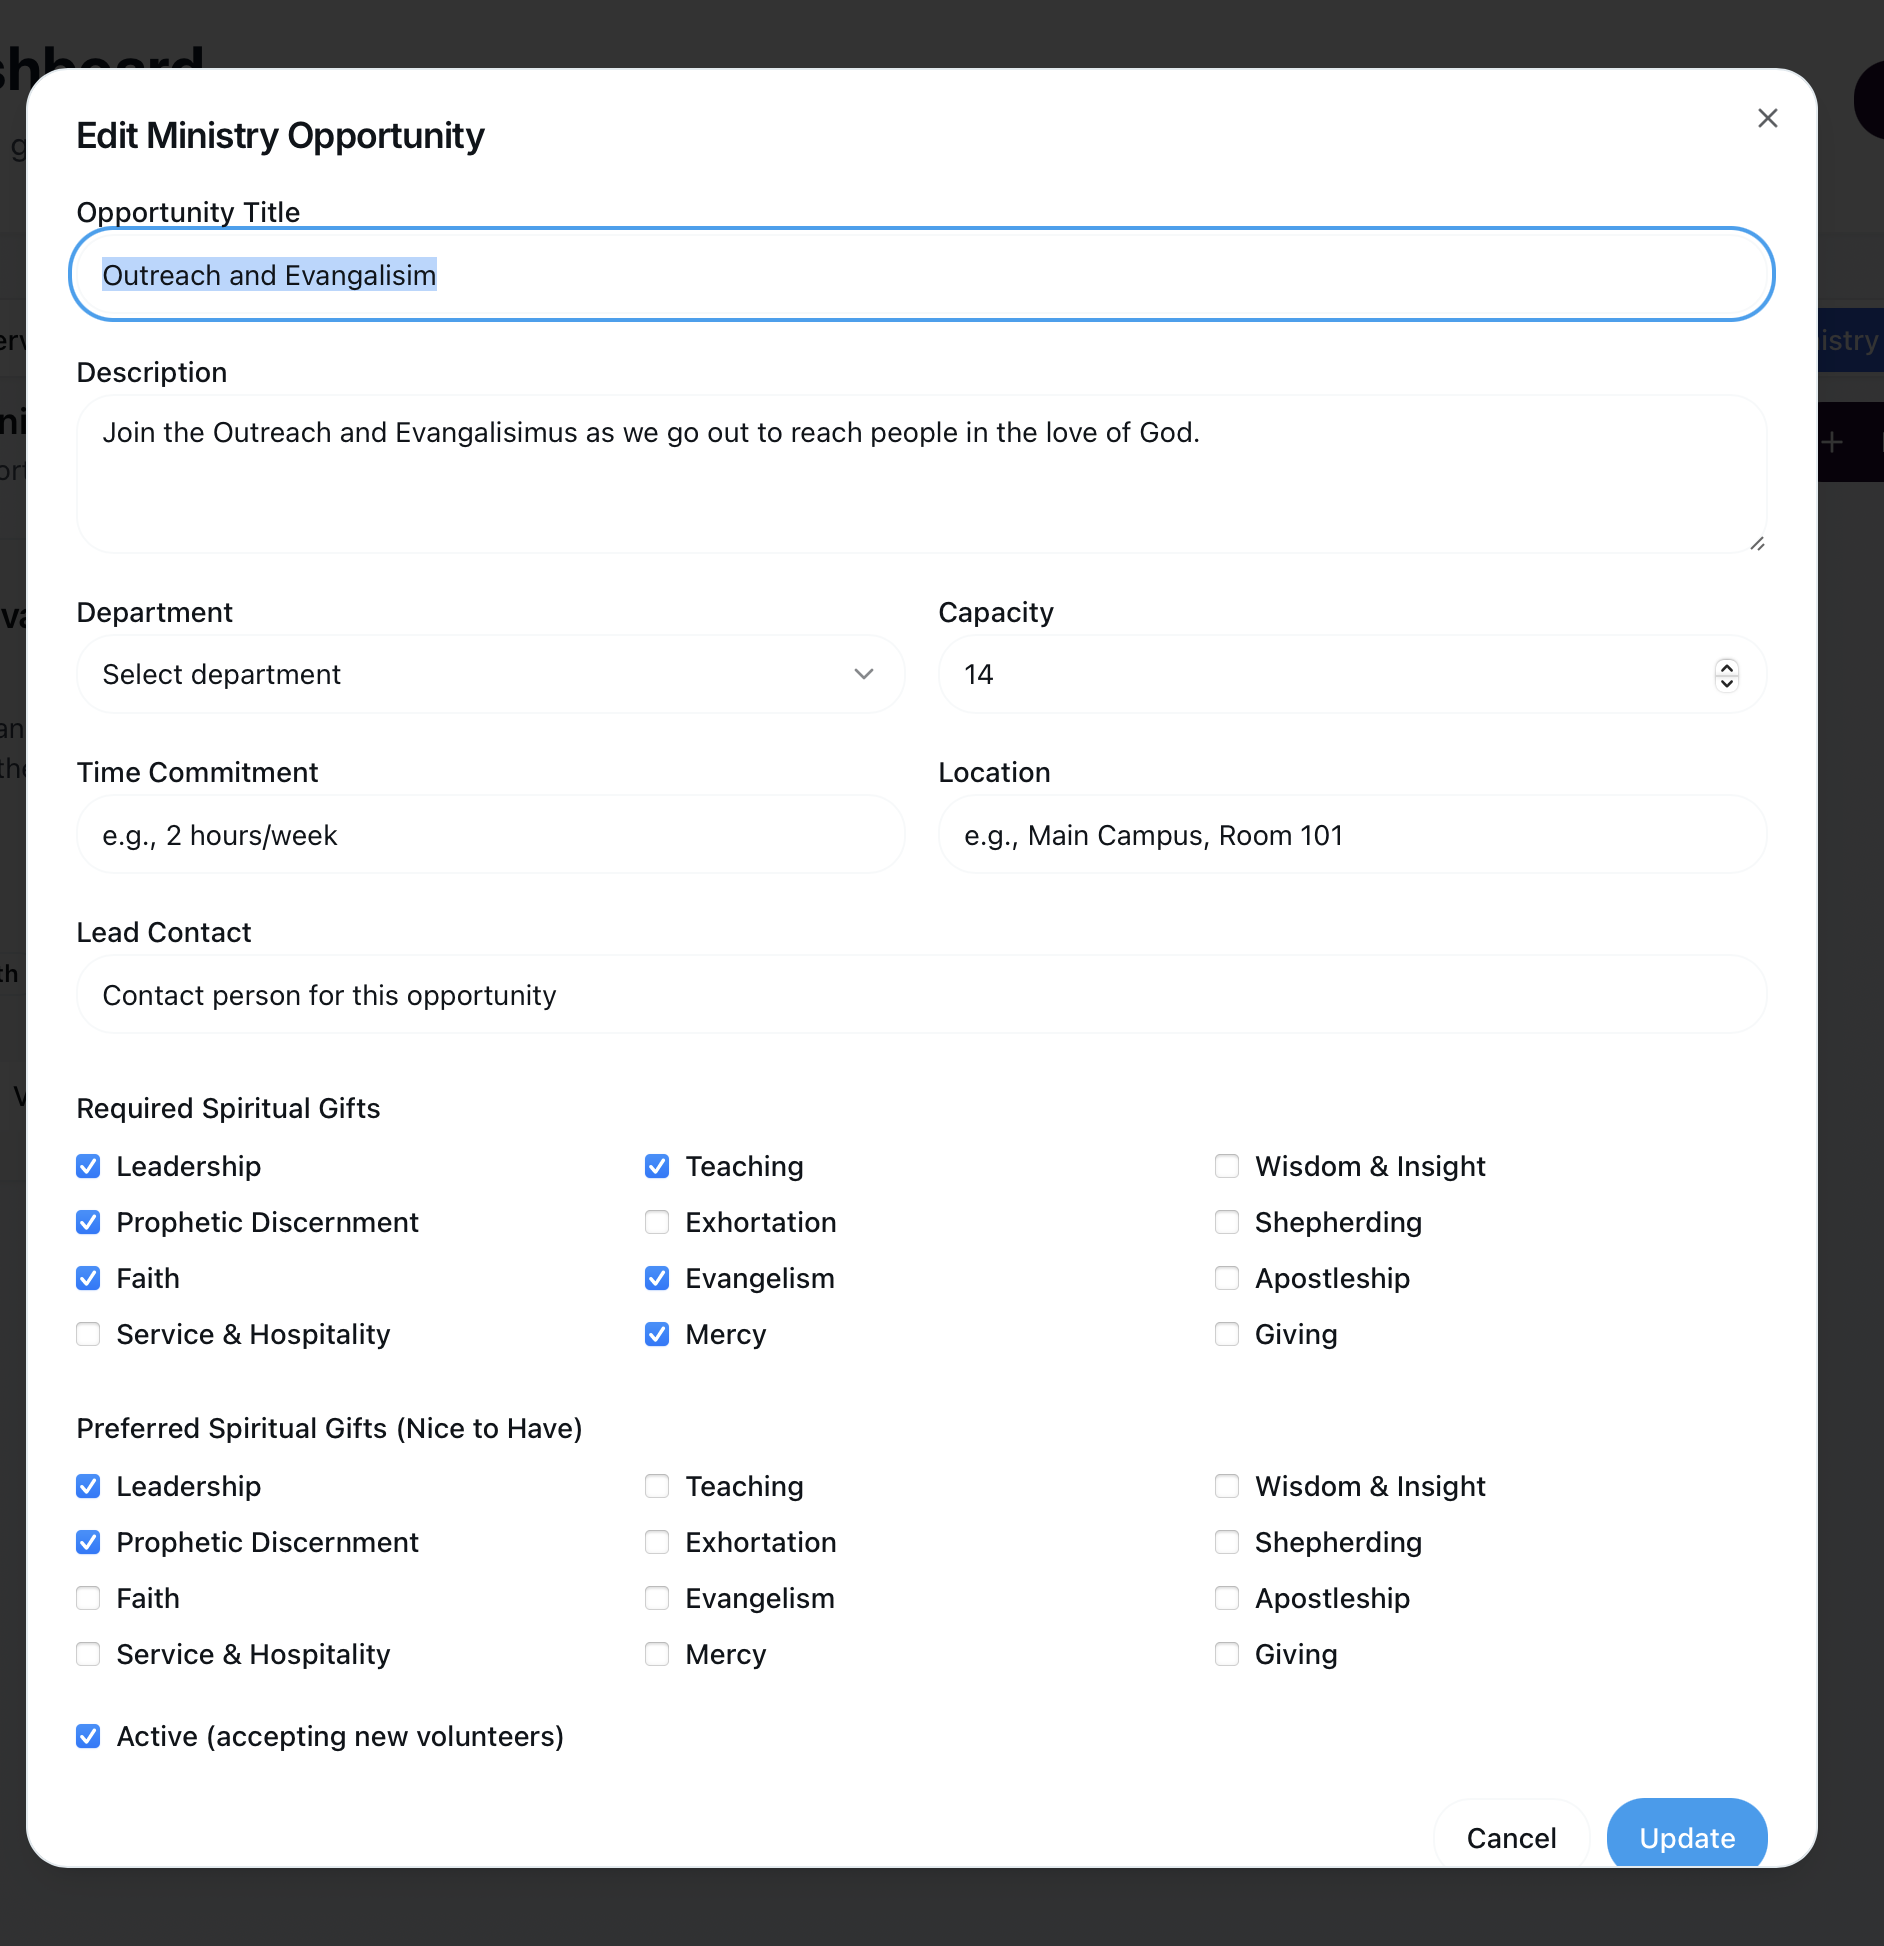 Edit Ministry Opportunity
Opportunity Title
Outreach and Evangalisim
Description
Join the Outreach and Evangalisimus as we go out to reach people in the love of God.
Department
Capacity
Select department
14
Time Commitment
Location
e.g., 2 hours/week
e.g., Main Campus, Room 101
Lead Contact
Contact person for this opportunity
Required Spiritual Gifts
Leadership
Teaching
Wisdom & Insight
Prophetic Discernment
Exhortation
Shepherding
Faith
Evangelism
Apostleship
Service & Hospitality
Mercy
Giving
Preferred Spiritual Gifts (Nice to Have)
Leadership
Teaching
Wisdom & Insight
Prophetic Discernment
Exhortation
Shepherding
Faith
Evangelism
Apostleship
Service & Hospitality
Mercy
Giving
Active (accepting new volunteers)
Cancel
Update